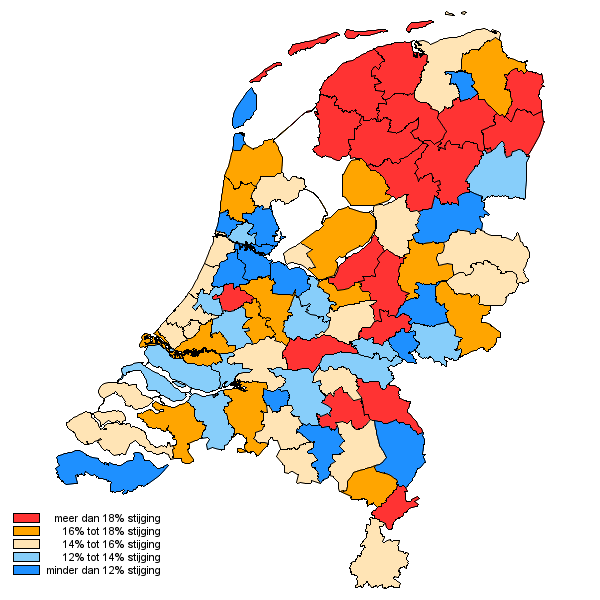 meer dan 18% stijging
16% tot 18% stijging
14% tot 16% stijging
12% tot 14% stijging
minder dan 12% stijging